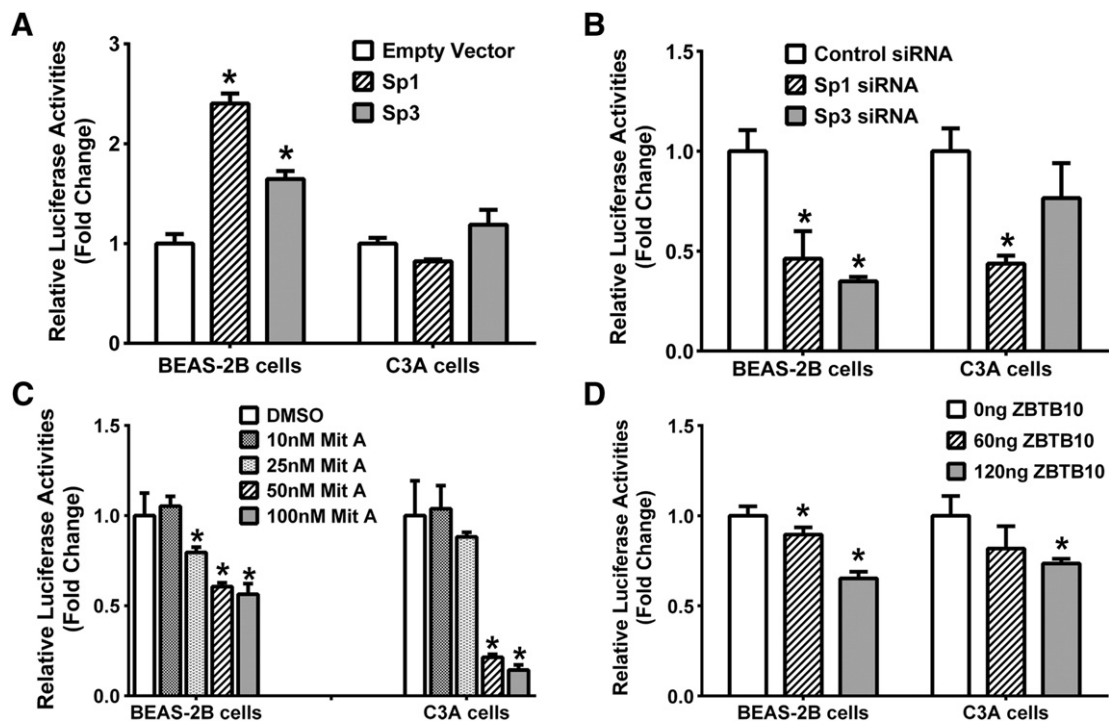 A
Relative Luciferase Activities
(Fold Change)
3
2
1
0
Empty Vector
Sp1
Sp3
*
*
BEAS-2B cells
C3A cells
B
Relative Luciferase Activities
(Fold Change)
1.5
1.0
0.5
0.0
Control siRNA
Sp1 siRNA
Sp3 siRNA
*
*
*
BEAS-2B cells
C3A cells
C
Relative Luciferase Activities
(Fold Change)
1.5
1.0
0.5
0.0
DMSO
10nM Mit A
25nM Mit A
50nM Mit A
100nM Mit A
*
*
*
*
*
BEAS-2B cells
C3A cells
D
Relative Luciferase Activities
(Fold Change)
1.5
1.0
0.5
0.0
0ng ZBTB10
60ng ZBTB10
120ng ZBTB10
*
*
*
BEAS-2B cells
C3A cells